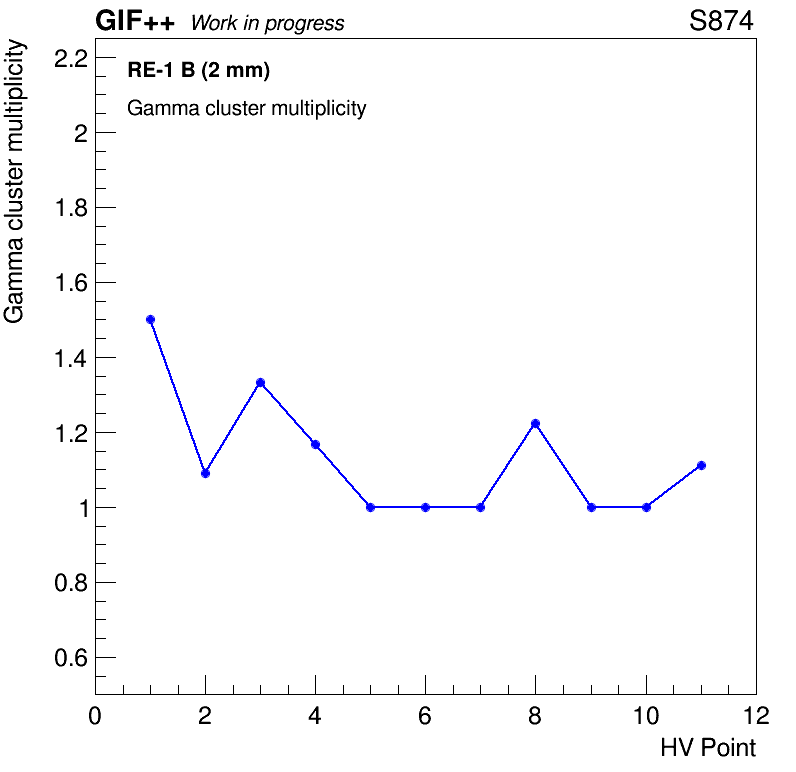 GIF++ Work in progress S874
Gamma cluster multiplicity
RE-1 B (2 mm)
Gamma cluster multiplicity
2.2
2
1.8
1.6
1.4
1.2
1
0.8
0.6
0 2 4 6 8 10 12
HV Point